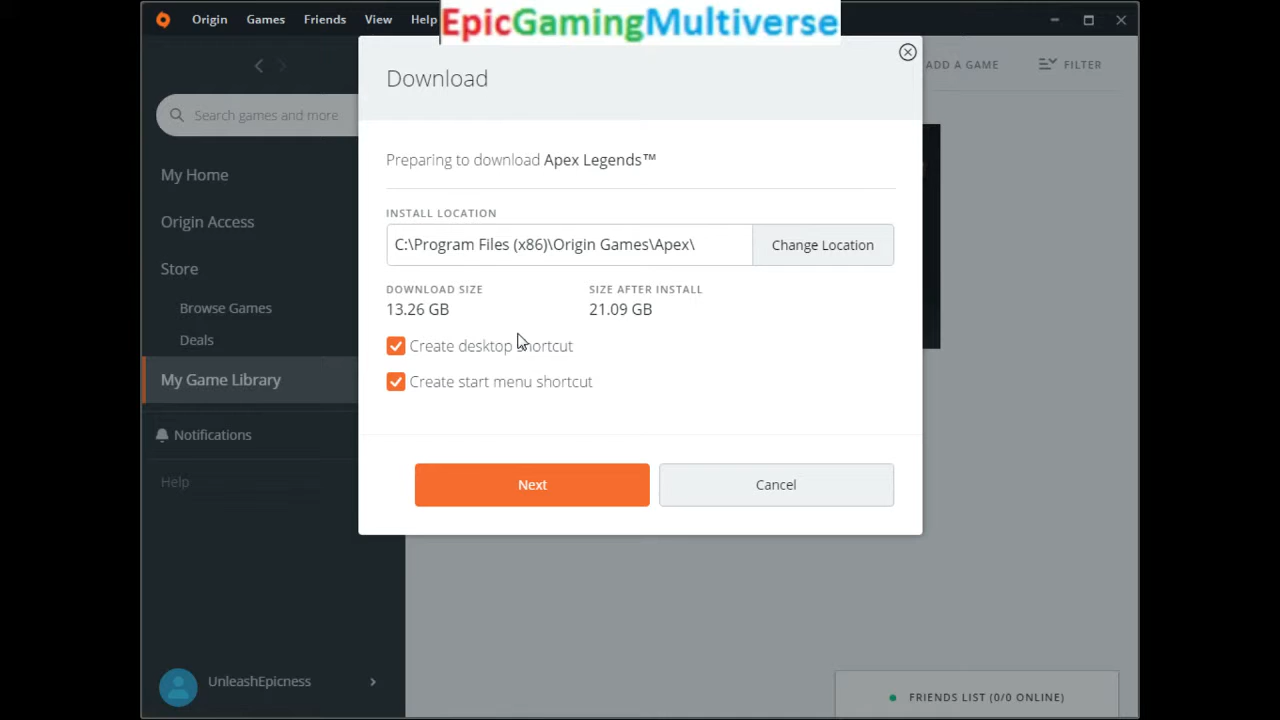 Origin Games Friends View Help
EpicGamingMultiverse
Download
ADD A GAME FILTER
Search games and more
Preparing to download Apex Legends™
My Home
INSTALL LOCATION
Origin Access
C:\Program Files (x86)\Origin Games\Apex\ Change Location
Store
DOWNLOAD SIZE SIZE AFTER INSTALL
Browse Games
13.26 GB 21.09 GB
Deals
Create desktop shortcut
My Game Library
Create start menu shortcut
Notifications
Help
Next Cancel
UnleashEpicness
FRIENDS LIST (0/0 ONLINE)